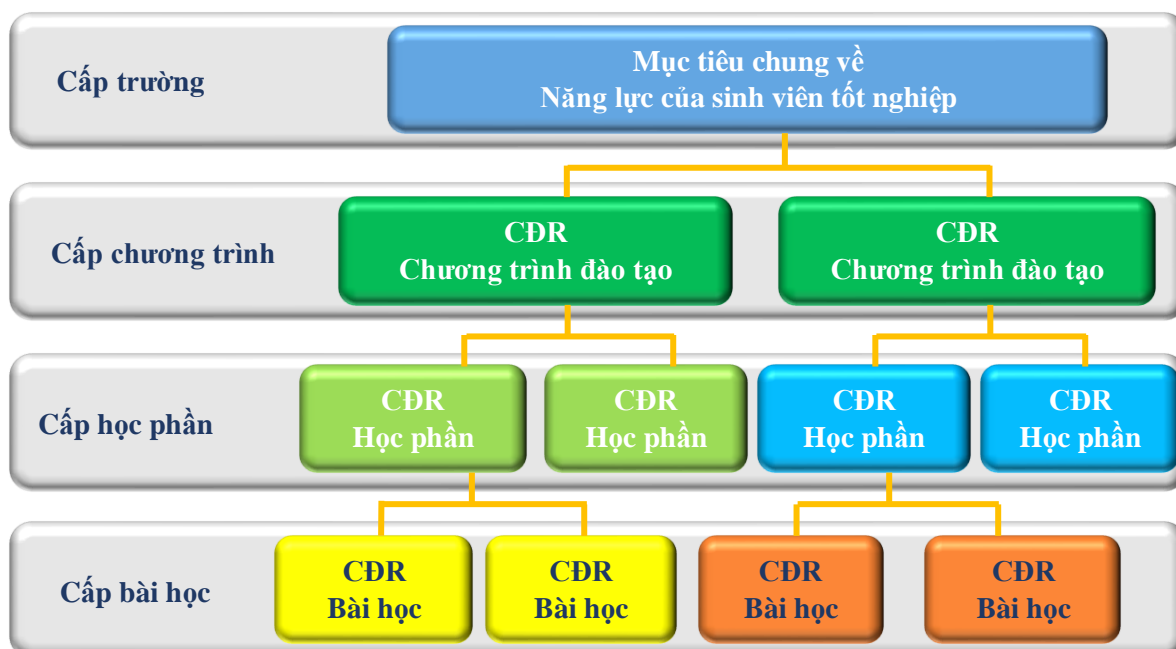 Cấp trường
Mục tiêu chung về
Năng lực của sinh viên tốt nghiệp
Cấp chương trình
CĐR
Chương trình đào tạo
CĐR
Chương trình đào tạo
Cấp học phần
CĐR
Học phần
CĐR
Học phần
CĐR
Học phần
CĐR
Học phần
Cấp bài học
CĐR
Bài học
CĐR
Bài học
CĐR
Bài học
CĐR
Bài học